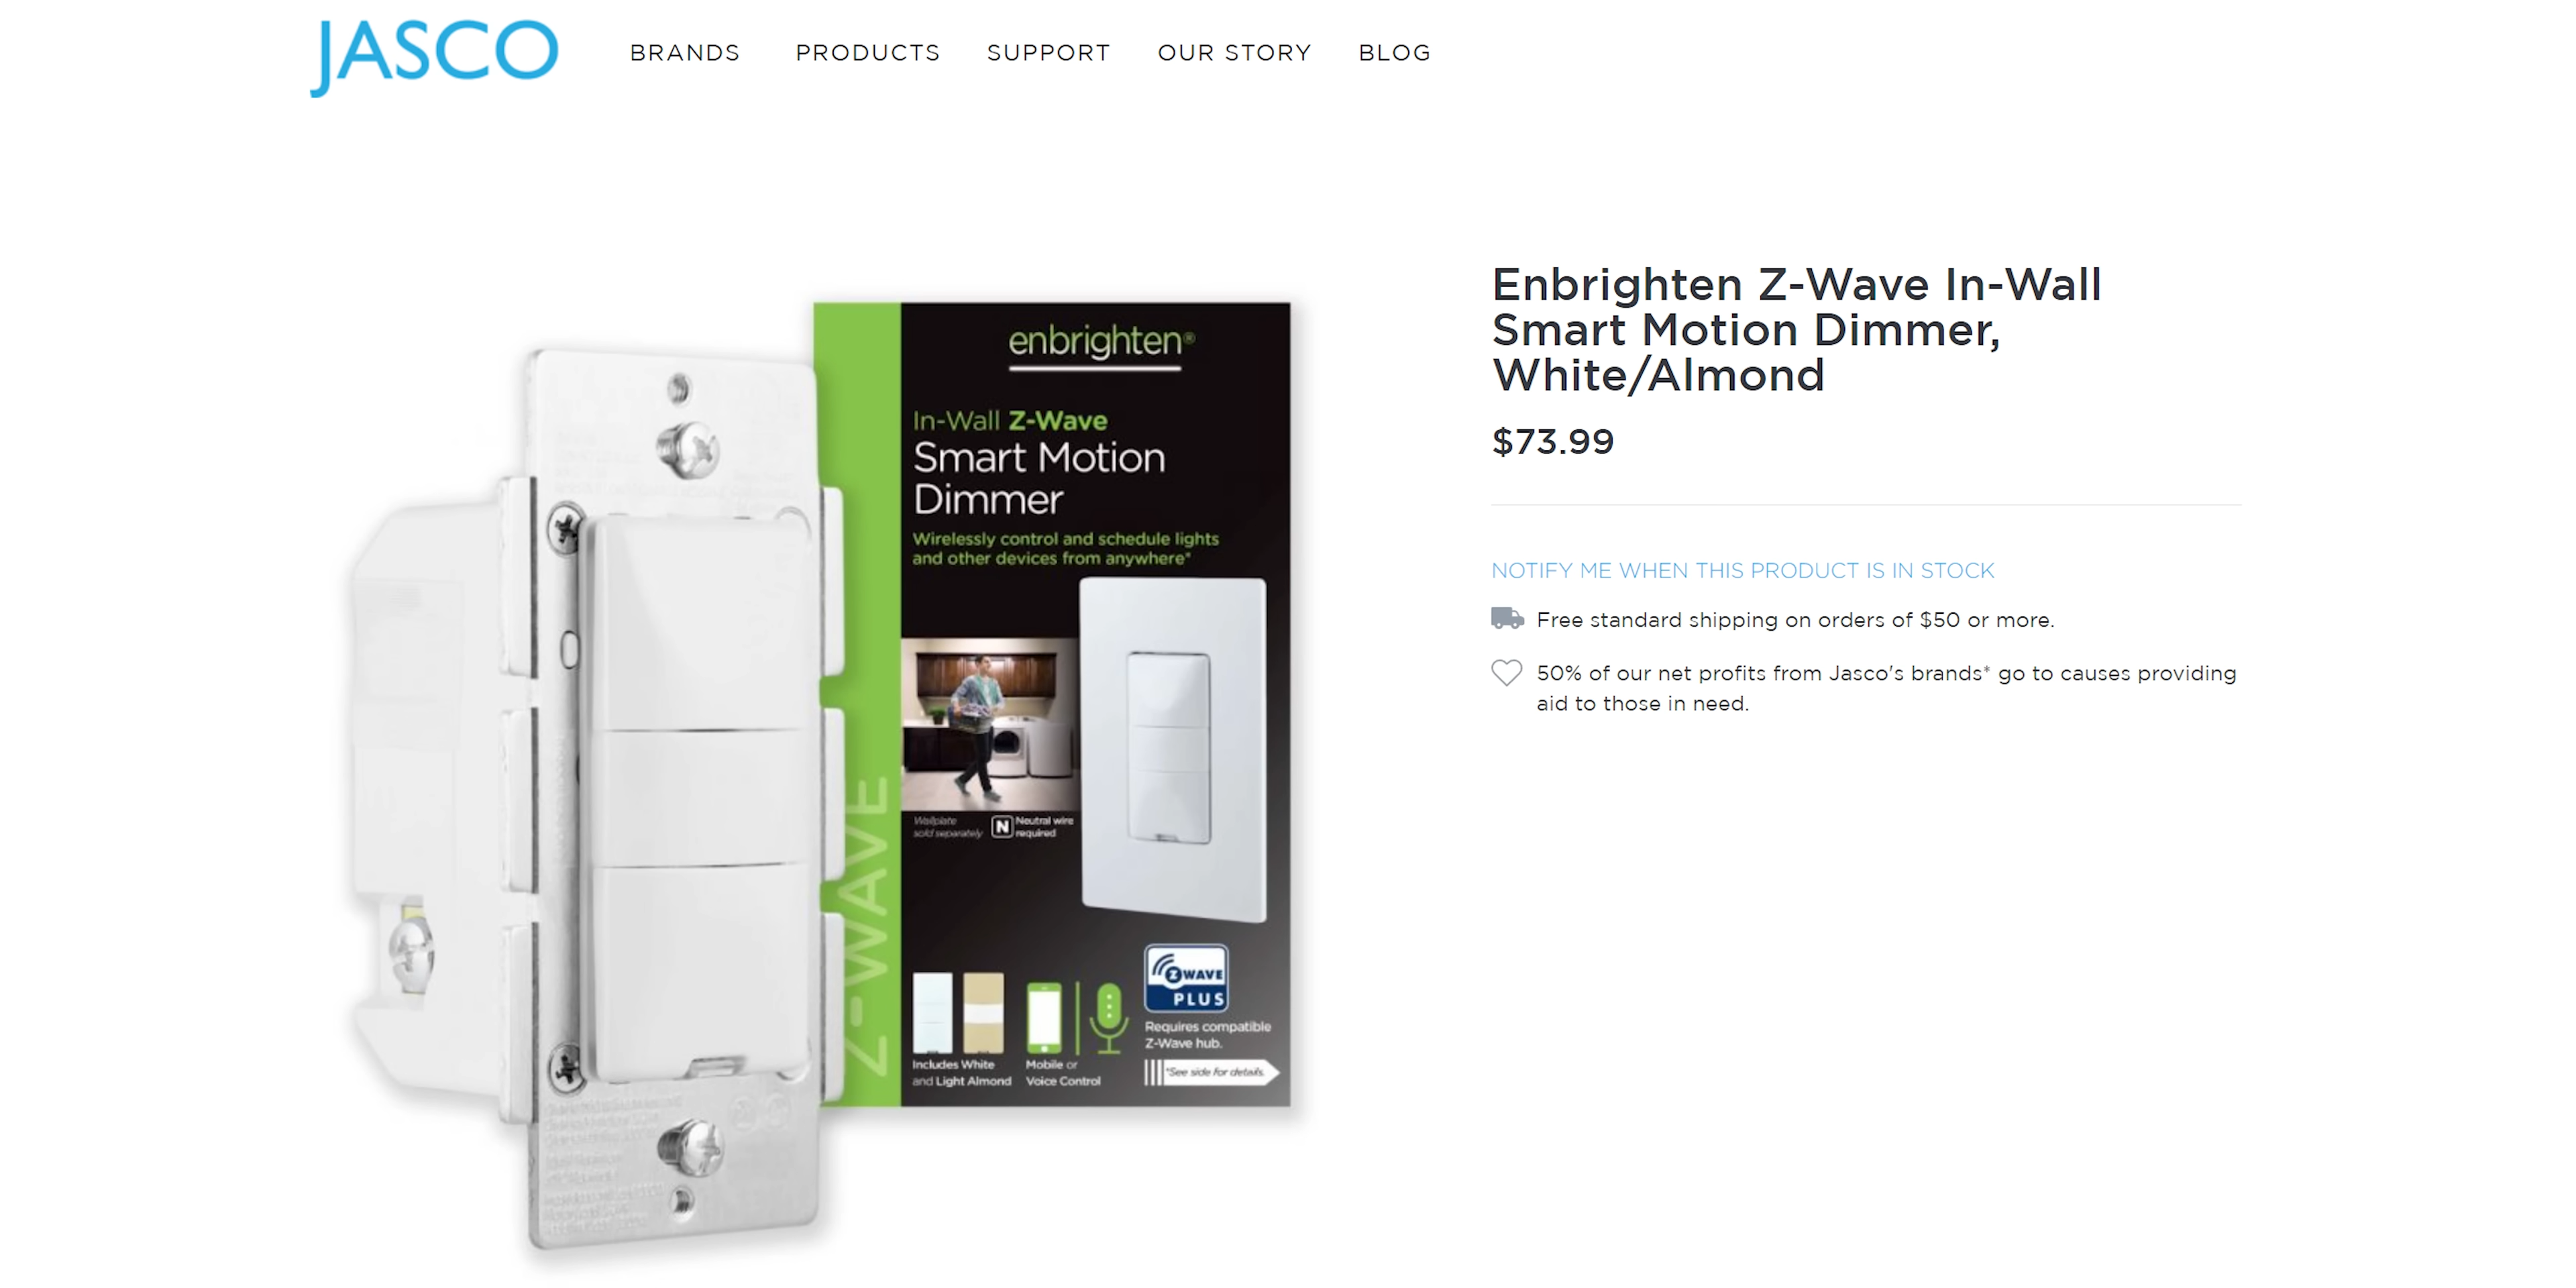 JASCO
BRANDS PRODUCTS SUPPORT OUR STORY BLOG
enbrighten®
In-Wall Z-Wave
Smart Motion
Dimmer
Wirelessly control and schedule lights
and other devices from anywhere*
Wallplate
sold separately
N Neutral wire
required
Z-WAVE
Z WAVE
PLUS
Requires compatible
Z-Wave hub.
Includes White
and Light Almond
Mobile or
Voice Control
*See side for details.
Enbrighten Z-Wave In-Wall
Smart Motion Dimmer,
White/Almond
$73.99
NOTIFY ME WHEN THIS PRODUCT IS IN STOCK
Free standard shipping on orders of $50 or more.
50% of our net profits from Jasco's brands* go to causes providing
aid to those in need.